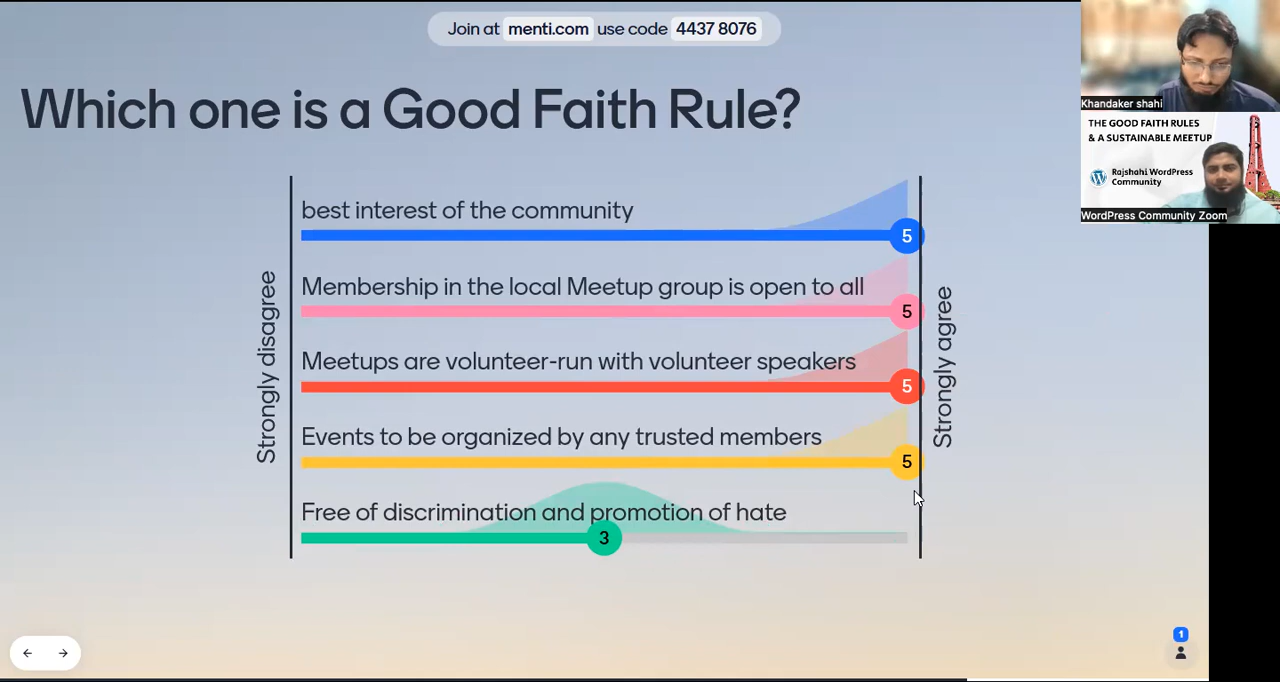 Join at menti.com use code 4437 8076
Which one is a Good Faith Rule?
Strongly disagree
best interest of the community
5
Membership in the local Meetup group is open to all
5
Meetups are volunteer-run with volunteer speakers
5
Events to be organized by any trusted members
5
Free of discrimination and promotion of hate
3
Strongly agree
1
Khandaker shahi
THE GOOD FAITH RULES
& A SUSTAINABLE MEETUP
Rajshahi WordPress
Community
WordPress Community Zoom